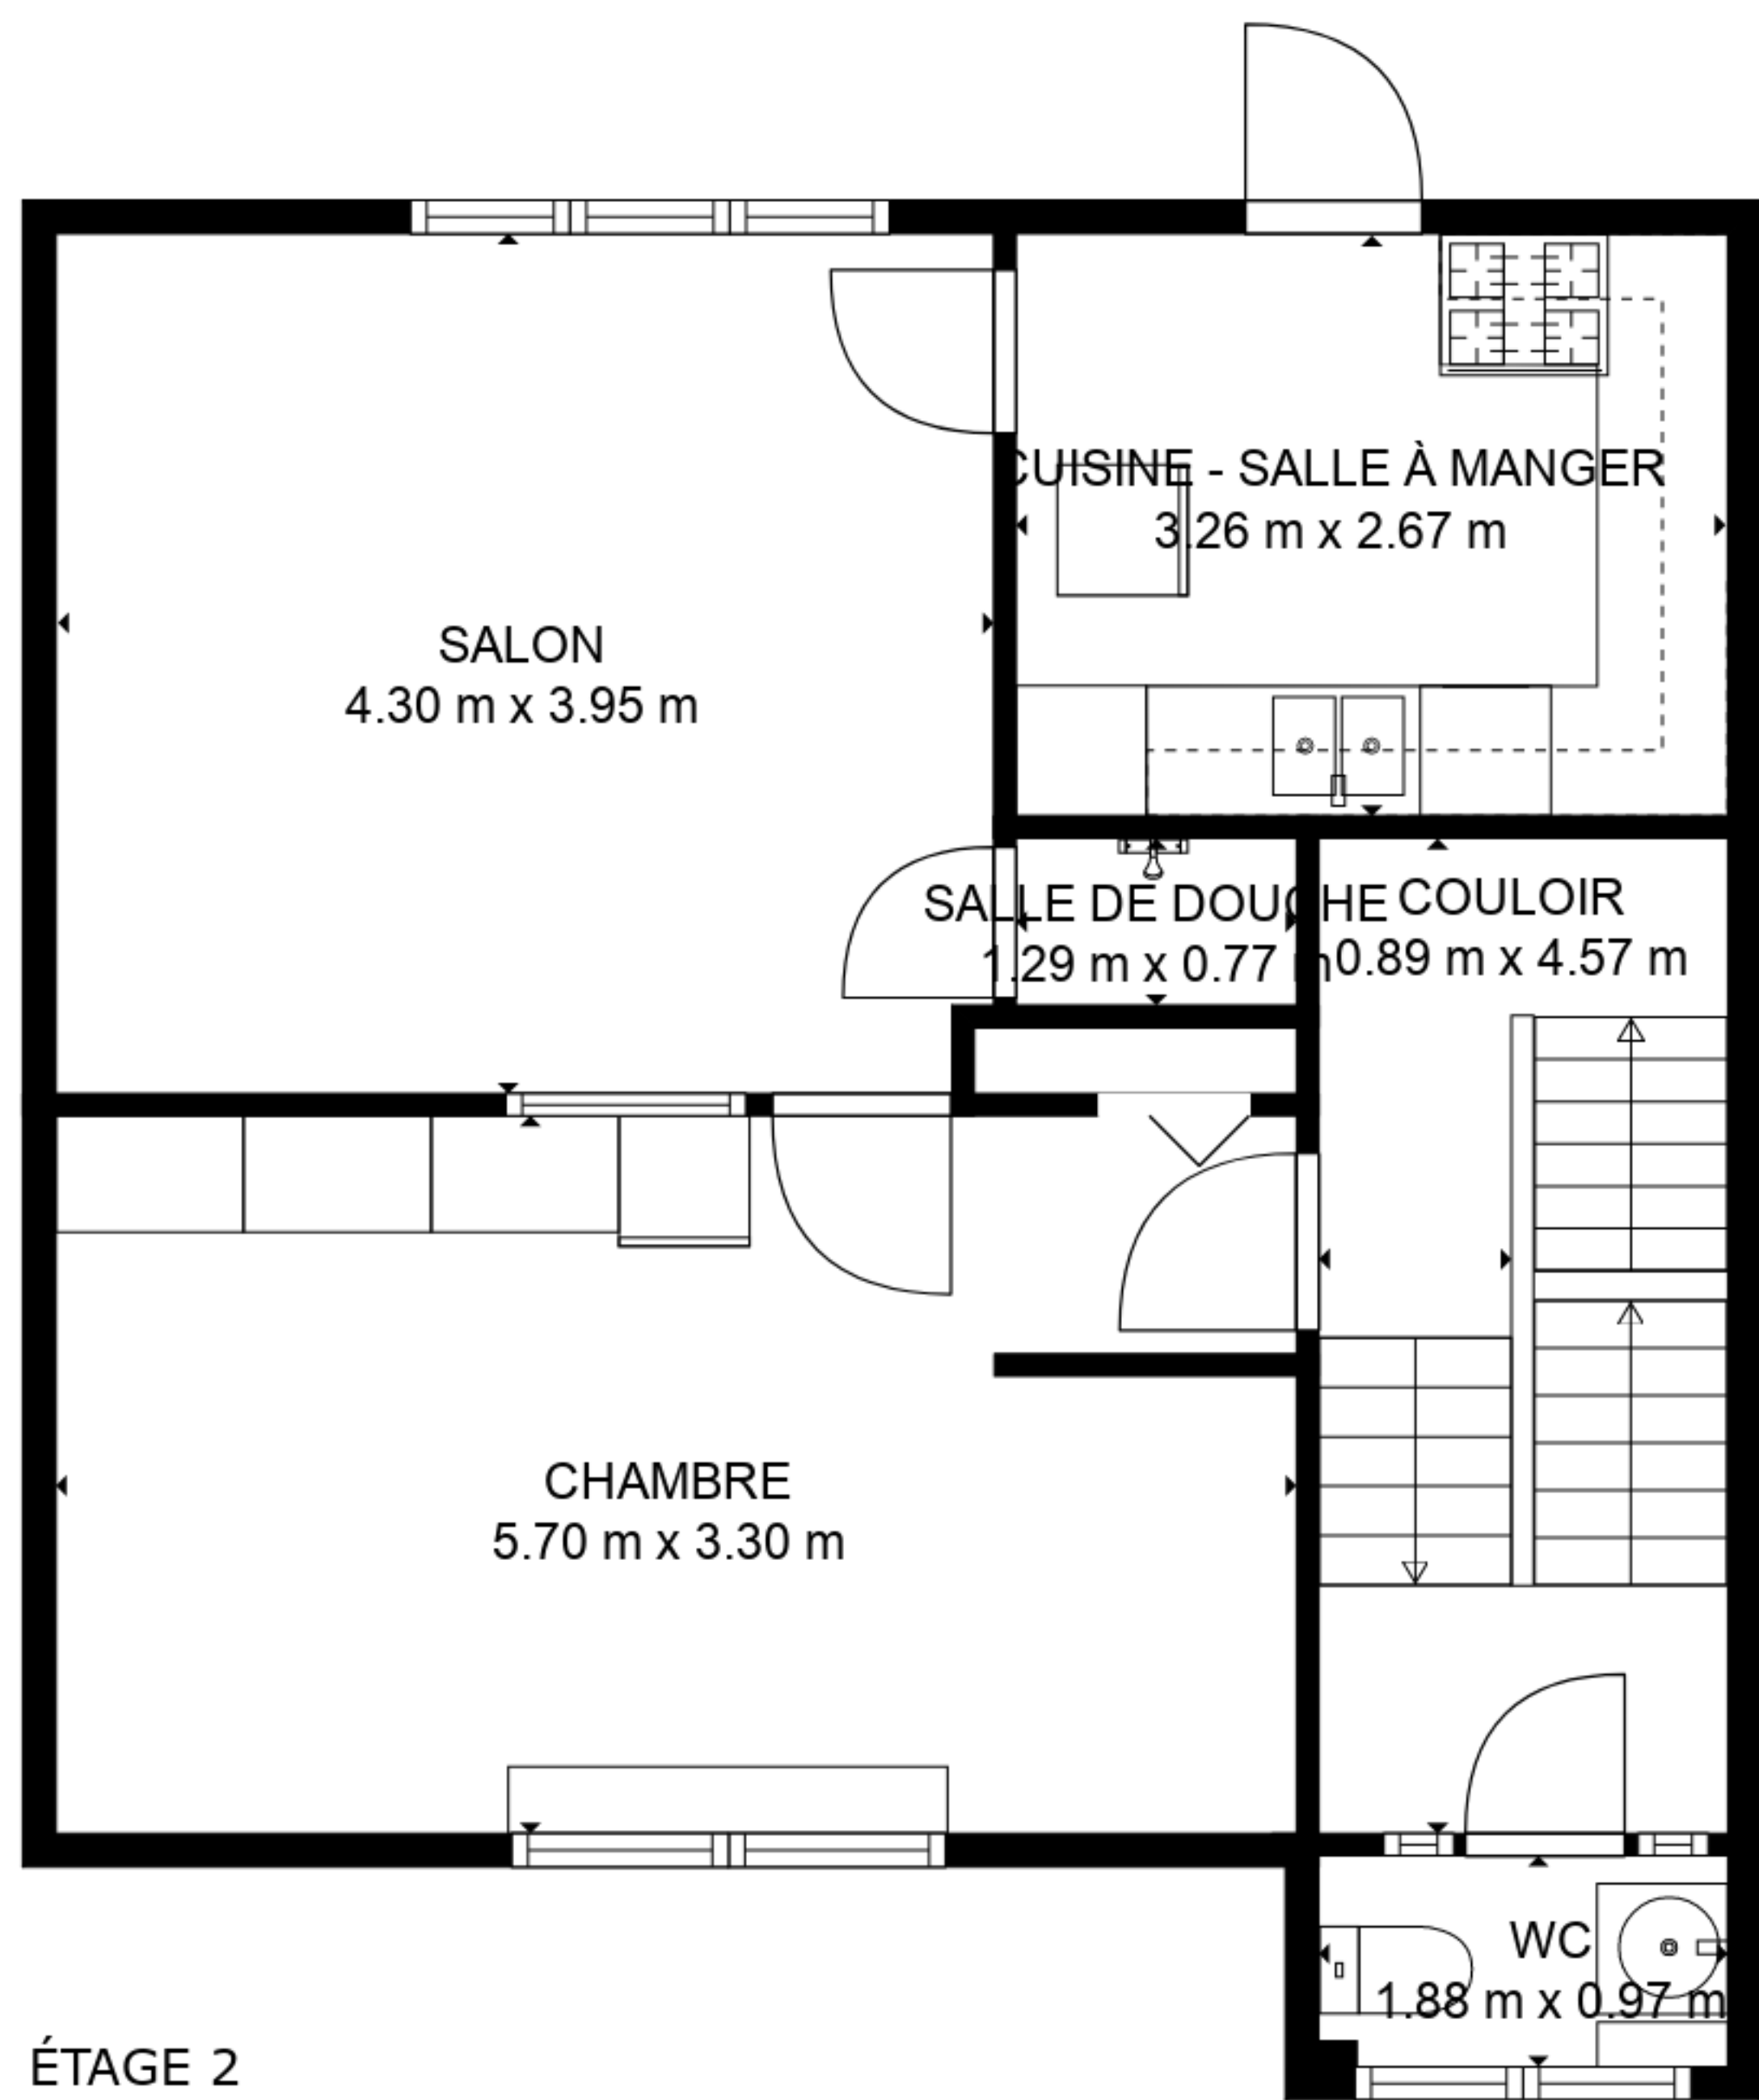 CUISINE - SALLE À MANGER
3.26 m x 2.67 m
SALON
4.30 m x 3.95 m
SALLE DE DOUCHE
1.29 m x 0.77 m
COULOIR
0.89 m x 4.57 m
CHAMBRE
5.70 m x 3.30 m
WC
1.88 m x 0.97 m
ÉTAGE 2